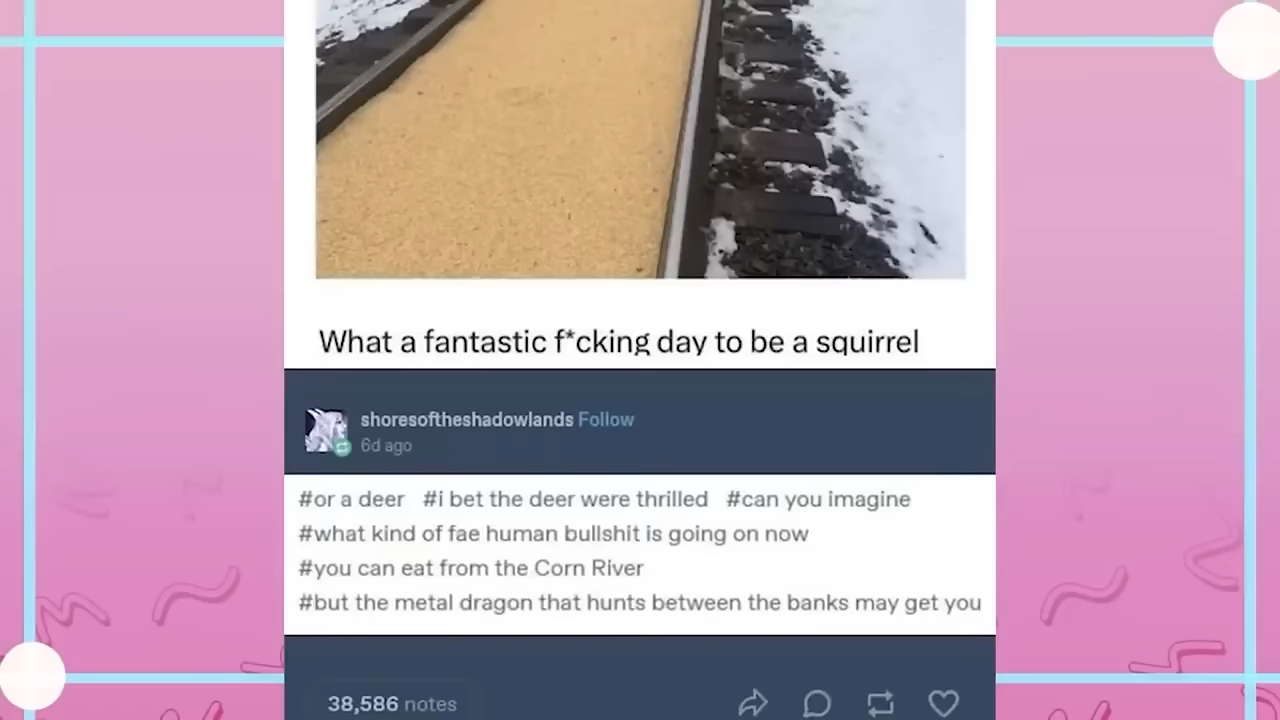 What a fantastic f*cking day to be a squirrel
shoresoftheshadowlands Follow
6d ago
#or a deer #i bet the deer were thrilled #can you imagine
#what kind of fae human bullshit is going on now
#you can eat from the Corn River
#but the metal dragon that hunts between the banks may get you
38,586 notes